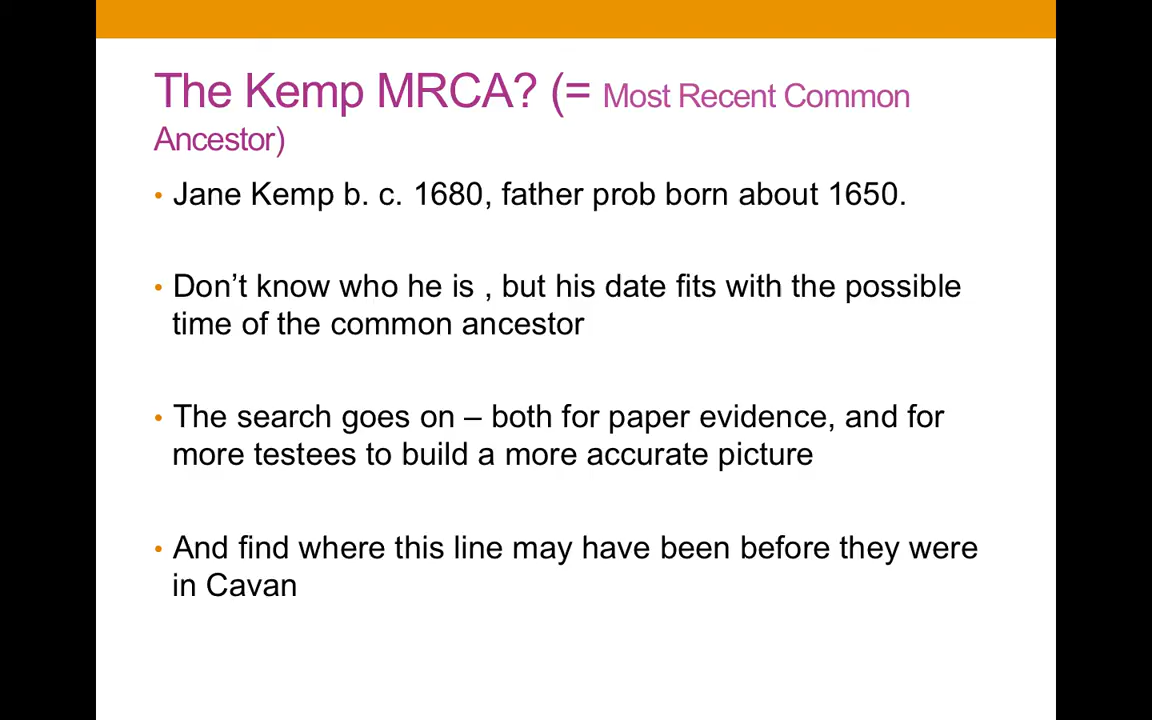 The Kemp MRCA? (= Most Recent Common
Ancestor)
• Jane Kemp b. c. 1680, father prob born about 1650.
• Don’t know who he is , but his date fits with the possible
time of the common ancestor
• The search goes on – both for paper evidence, and for
more testees to build a more accurate picture
• And find where this line may have been before they were
in Cavan